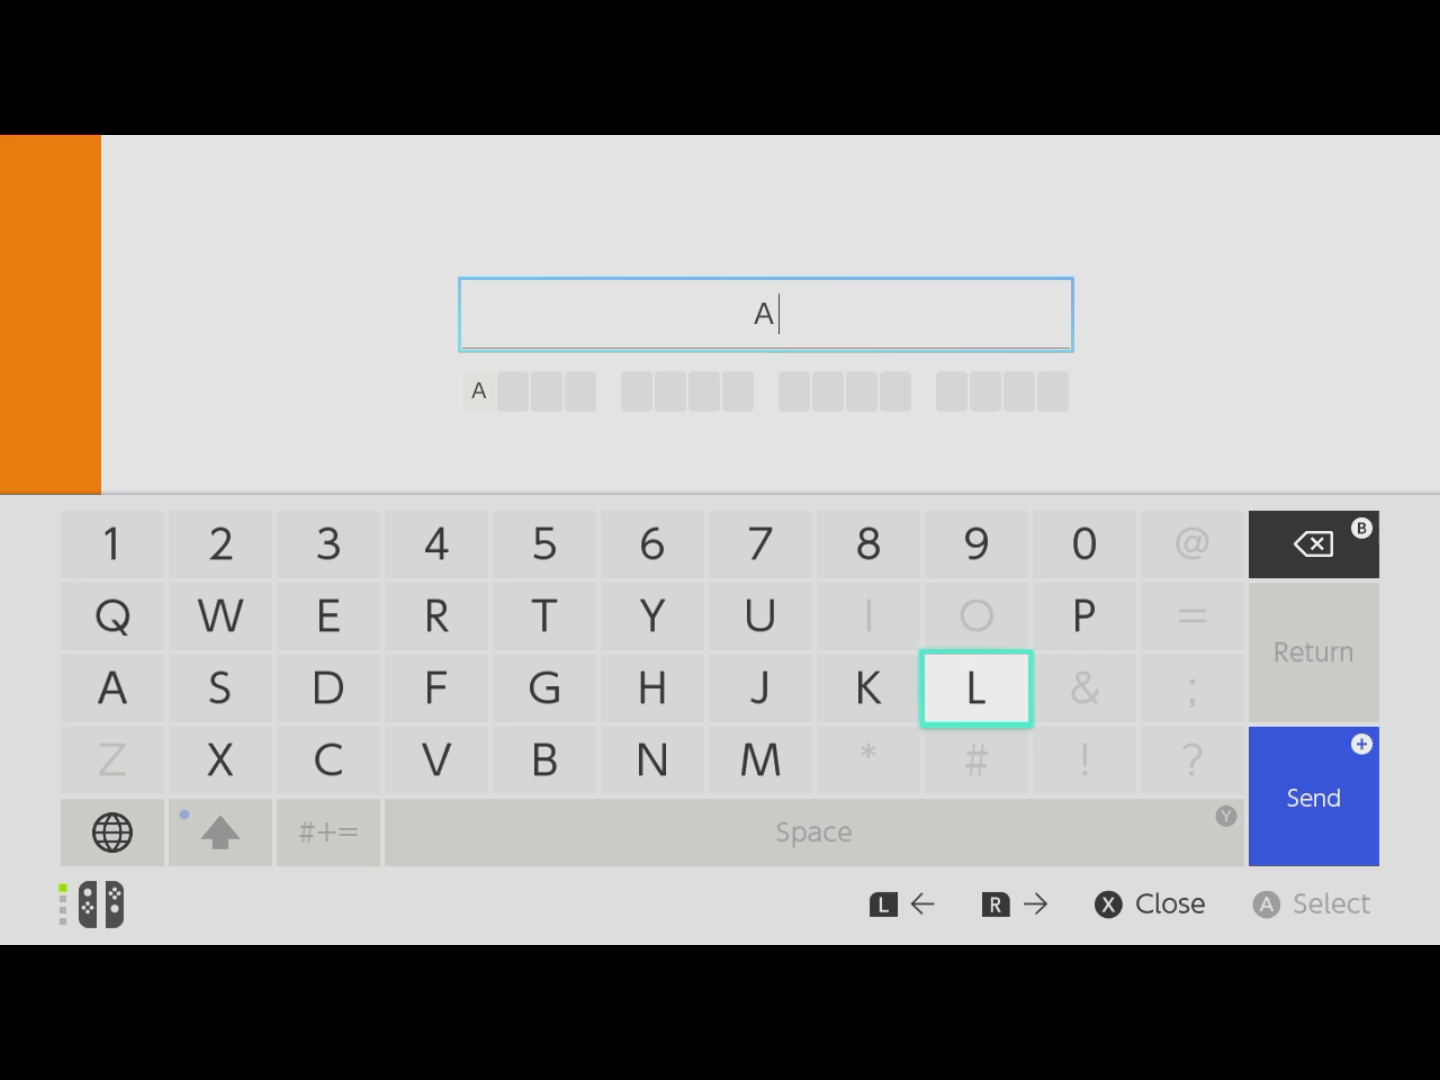 A
A
1 2 3 4 5 6 7 8 9 0 @ B
Q W E R T Y U I O P =
Return
A S D F G H J K L & ;
Z X C V B N M * # ! ? +
Send
#+= Space Y
L ← R → X Close A Select